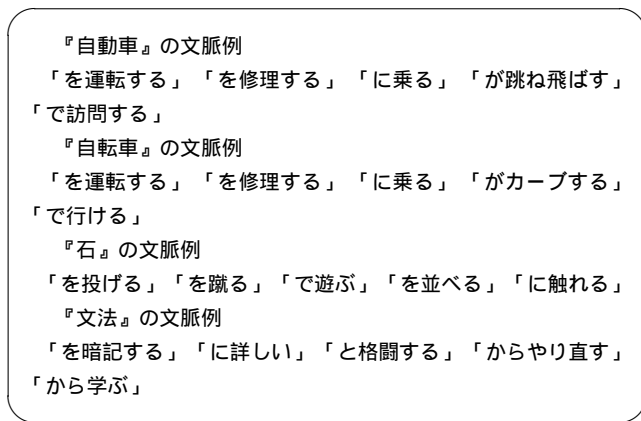 『自動車』の文脈例
「を運転する」「を修理する」「に乗る」「が跳ね飛ばす」
「で訪問する」
『自転車』の文脈例
「を運転する」「を修理する」「に乗る」「がカーブする」
「で行ける」
『石』の文脈例
「を投げる」「を蹴る」「で遊ぶ」「を並べる」「に触れる」
『文法』の文脈例
「を暗記する」「に詳しい」「と格闘する」「からやり直す」
「から学ぶ」